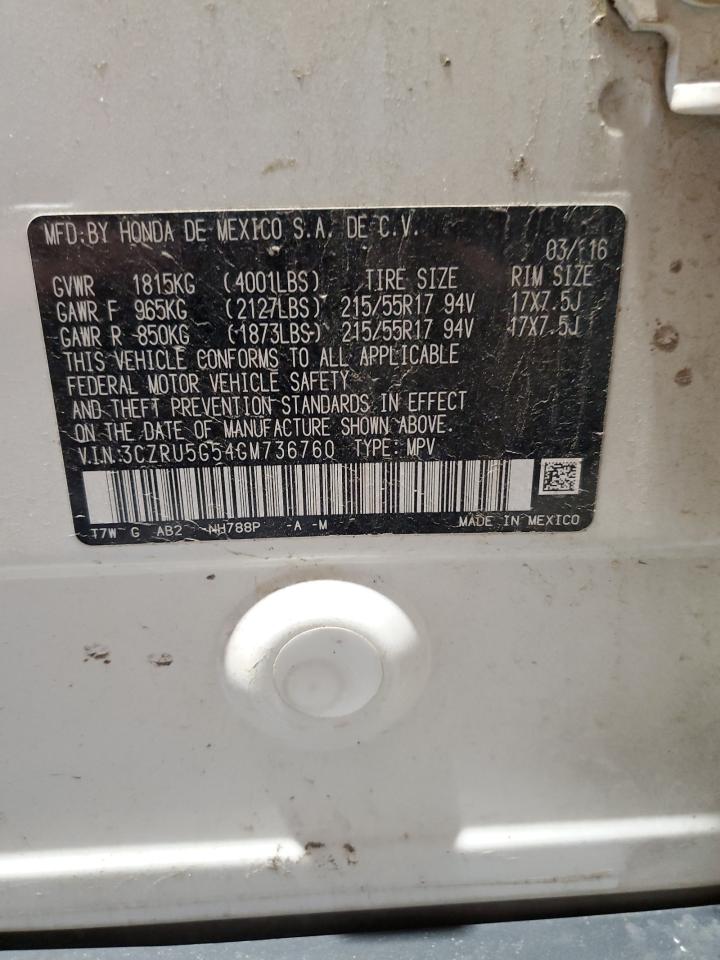 MFD:BY HONDA DE MEXICO S.A. DE C.V.
03/16
GVWR 1815KG (4001LBS) TIRE SIZE RIM SIZE
GAWR F 965KG (2127LBS) 215/55R17 94V 17X7.5J
GAWR R 850KG (1873LBS) 215/55R17 94V 17X7.5J
THIS VEHICLE CONFORMS TO ALL APPLICABLE
FEDERAL MOTOR VEHICLE SAFETY
AND THEFT PREVENTION STANDARDS IN EFFECT
ON THE DATE OF MANUFACTURE SHOWN ABOVE.
V.I.N:3CZRU5G54GM736760 TYPE: MPV
T7W G AB2 NH788P -A -M -
MADE IN MEXICO